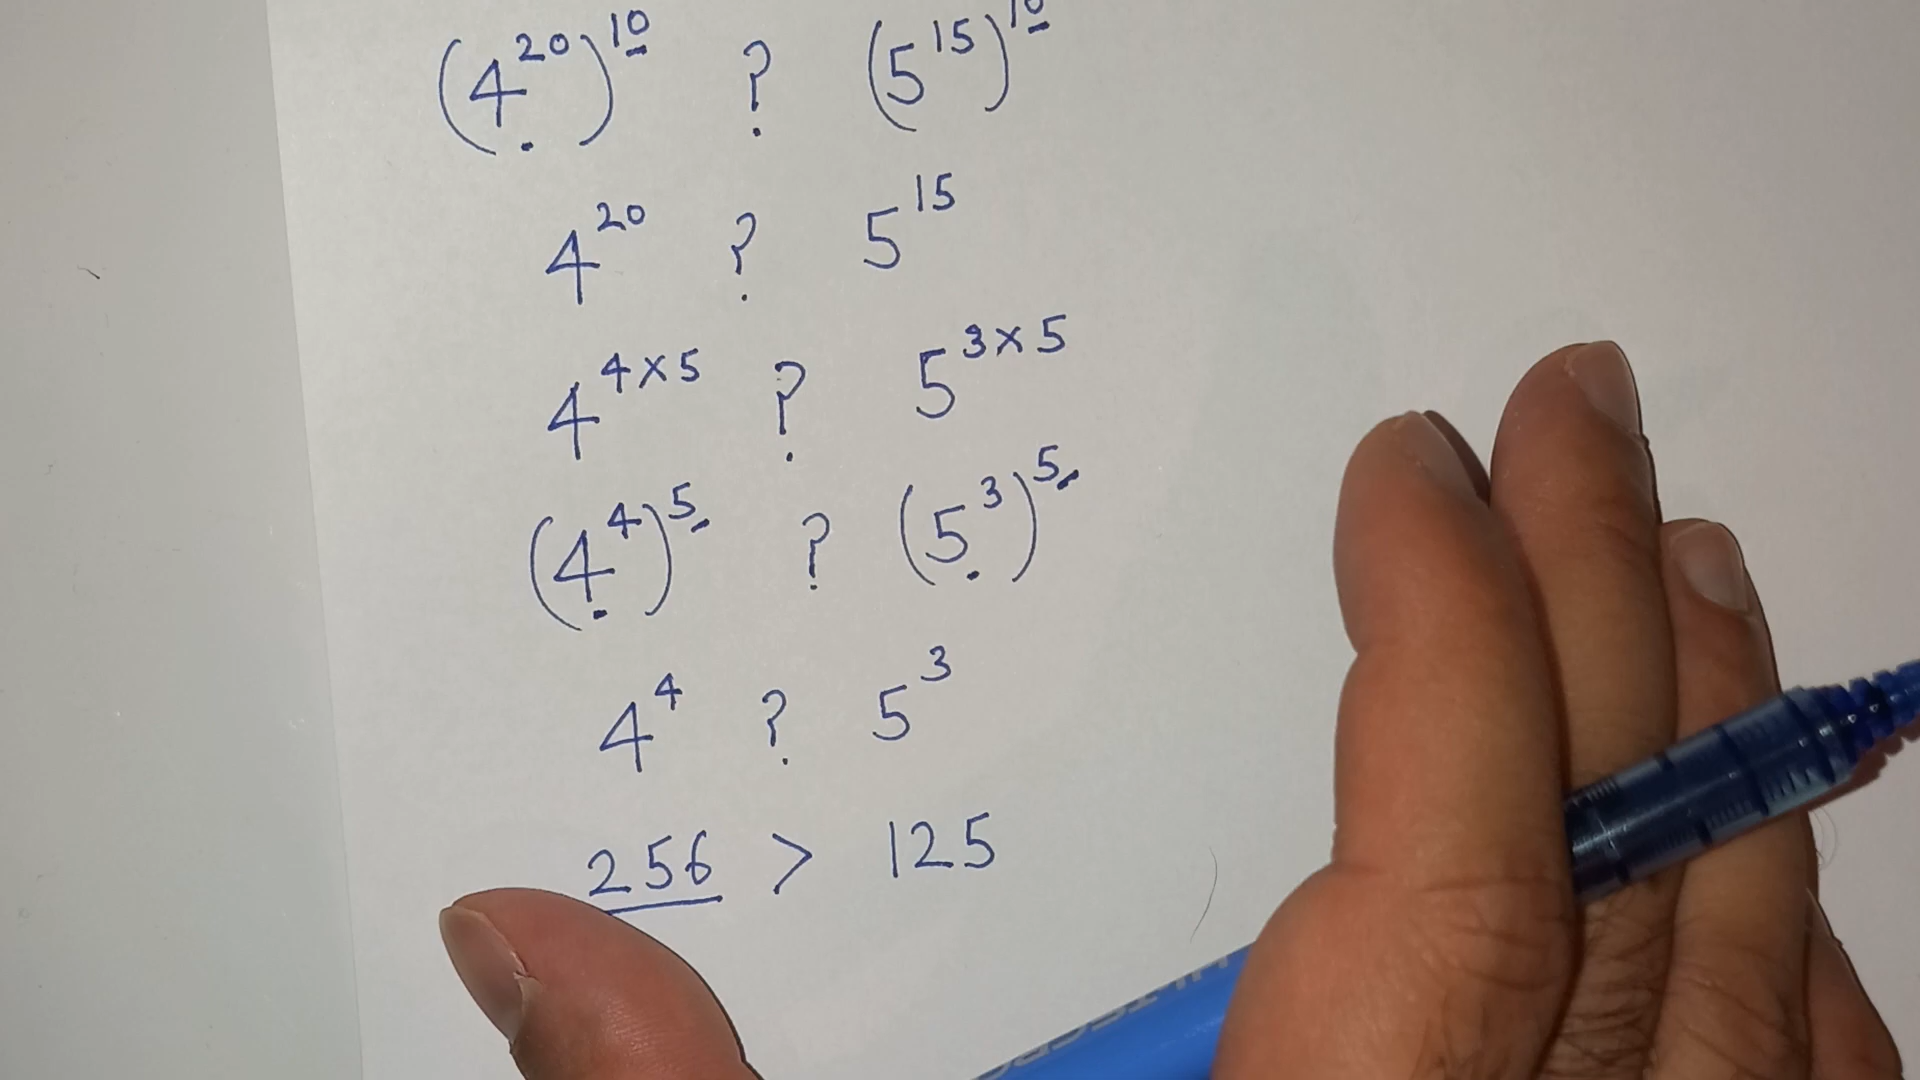 (4^20)^10 ? (5^15)^10
4^20 ? 5^15
4^4×5 ? 5^3×5
(4^4)^5 ? (5^3)^5
4^4 ? 5^3
256 > 125